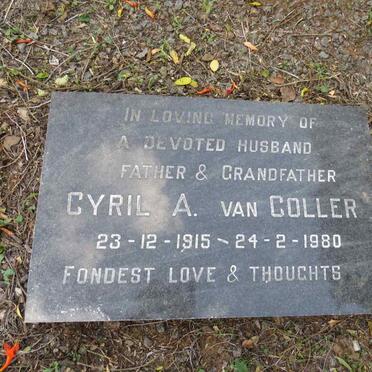 IN LOVING MEMORY OF
A DEVOTED HUSBAND
FATHER & GRANDFATHER
CYRIL A. VAN COLLER
23-12-1915 ~ 24-2-1980
FONDEST LOVE & THOUGHTS